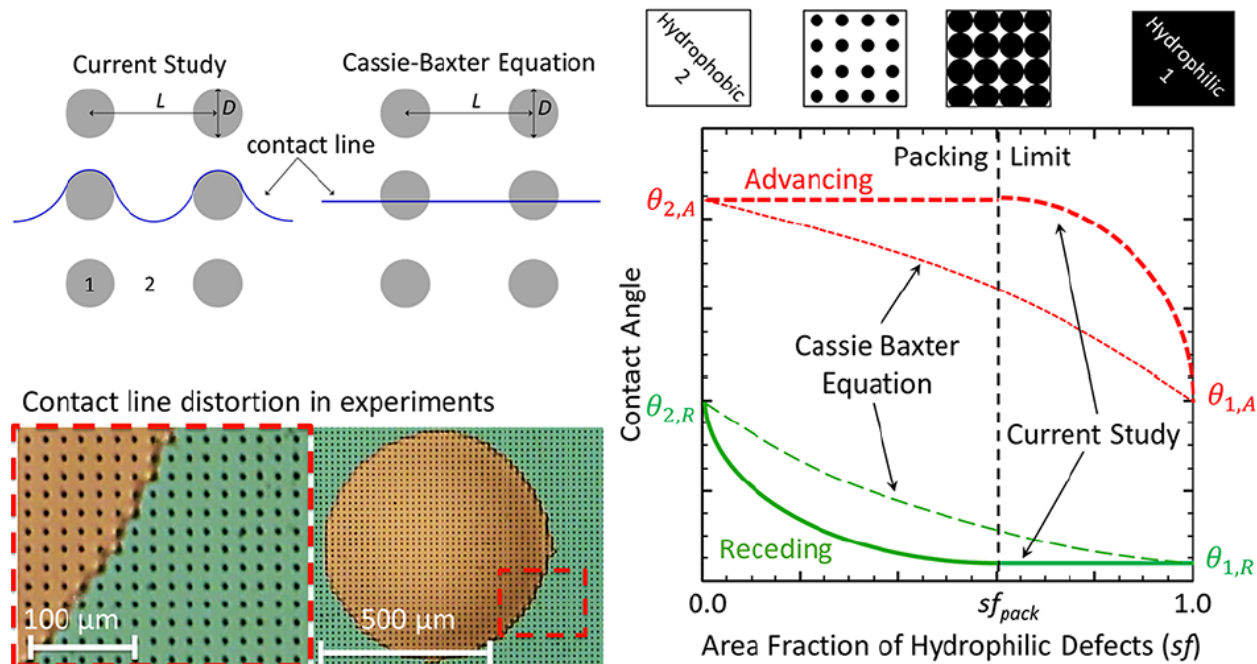 Current Study
L
D
1
2
Cassie-Baxter Equation
L
D
contact line
Contact line distortion in experiments
100 μm
500 μm
Hydrophobic
2
Hydrophilic
1
Packing Limit
Advancing
θ2,A
θ2,R
θ1,A
θ1,R
Contact Angle
Cassie Baxter
Equation
Current Study
Receding
0.0
sfpack
1.0
Area Fraction of Hydrophilic Defects (sf)